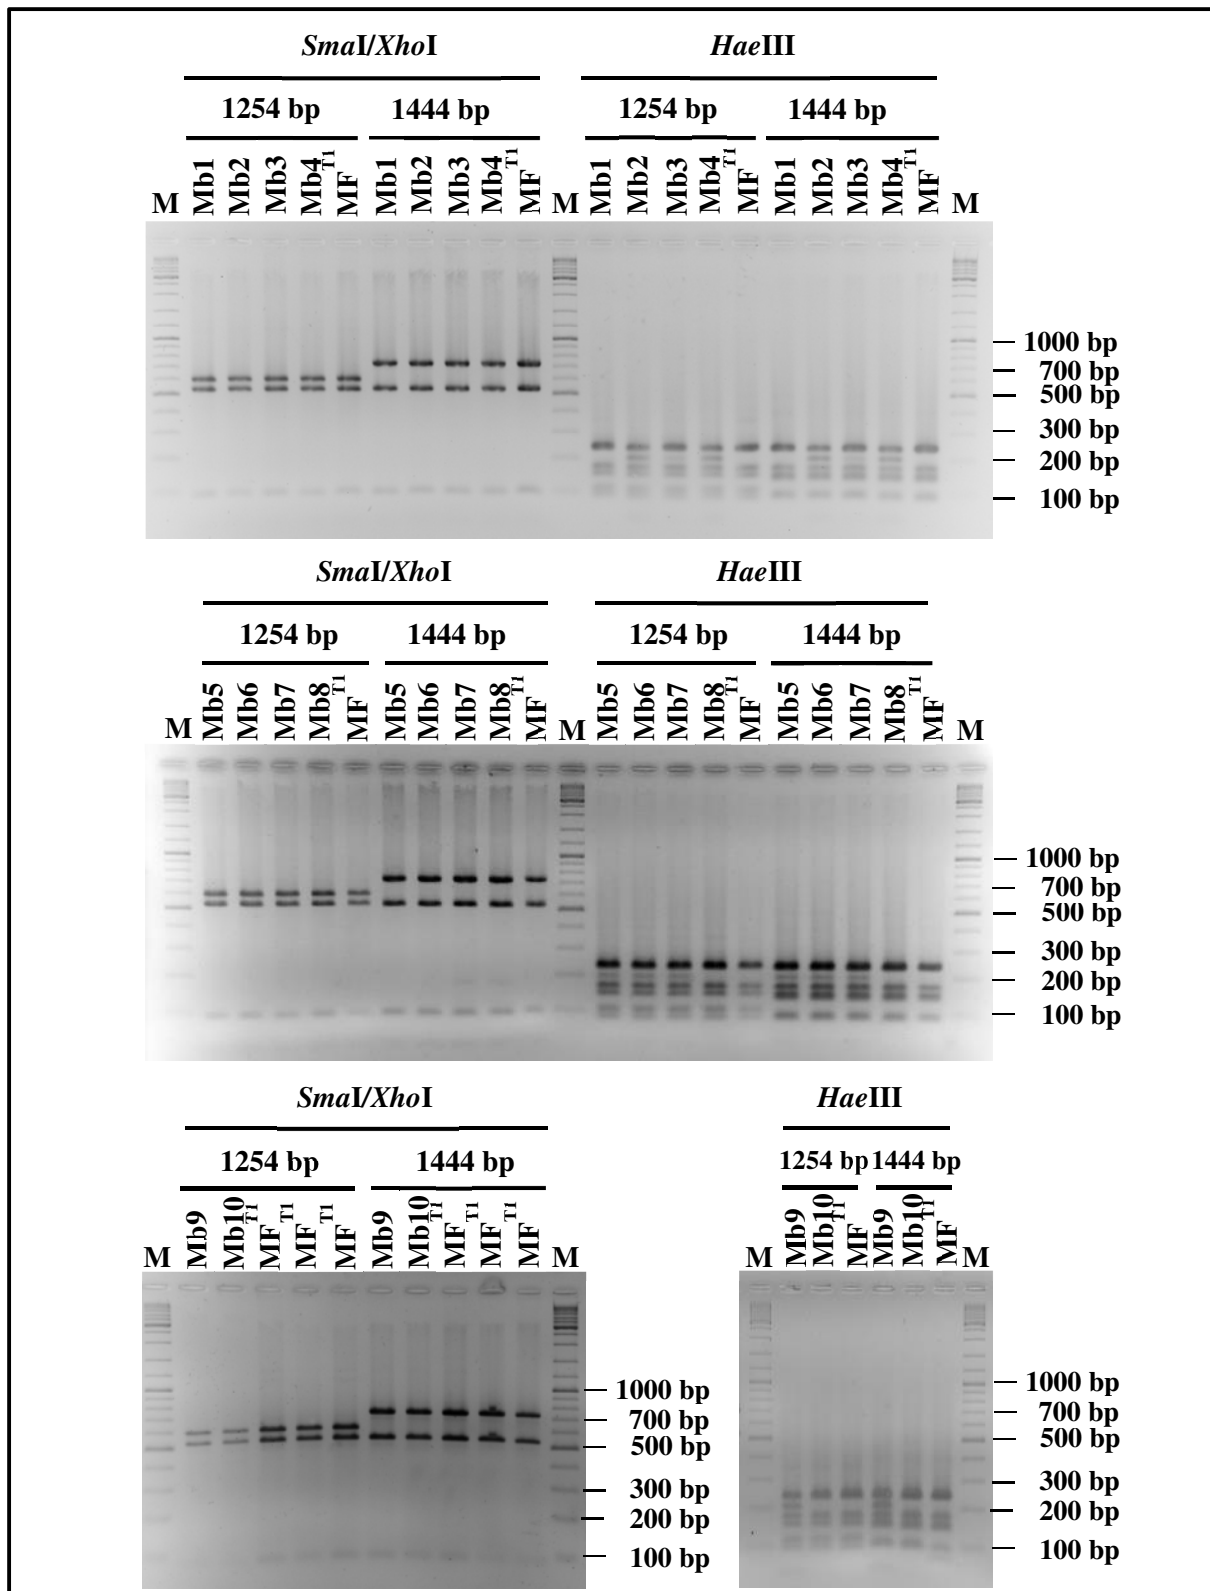 SmaI/XhoI HaeIII
1254 bp 1444 bp 1254 bp 1444 bp
M Mb1 Mb2 Mb3 Mb4 MF T1 Mb1 Mb2 Mb3 Mb4 MF T1 M Mb1 Mb2 Mb3 Mb4 MF T1 Mb1 Mb2 Mb3 Mb4 MF T1 M
1000 bp
700 bp
500 bp
300 bp
200 bp
100 bp
SmaI/XhoI HaeIII
1254 bp 1444 bp 1254 bp 1444 bp
M Mb5 Mb6 Mb7 Mb8 MF T1 Mb5 Mb6 Mb7 Mb8 MF T1 M Mb5 Mb6 Mb7 Mb8 MF T1 Mb5 Mb6 Mb7 Mb8 MF T1 M
1000 bp
700 bp
500 bp
300 bp
200 bp
100 bp
SmaI/XhoI
1254 bp 1444 bp
M Mb9 Mb10 MF T1 MF T1 MF T1 Mb9 Mb10 MF T1 MF T1 MF T1 M
1000 bp
700 bp
500 bp
300 bp
200 bp
100 bp
HaeIII
1254 bp 1444 bp
M Mb9 Mb10 MF T1 Mb9 Mb10 MF T1 M
1000 bp
700 bp
500 bp
300 bp
200 bp
100 bp